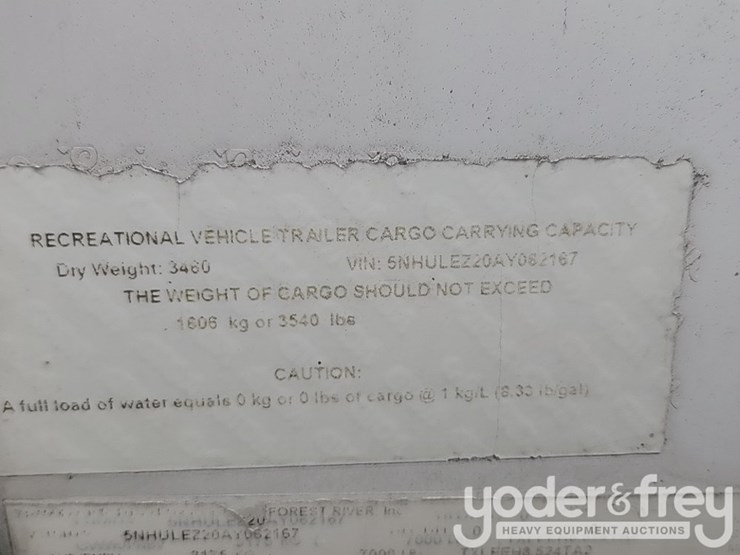 RECREATIONAL VEHICLE TRAILER CARGO CARRYING CAPACITY
Dry Weight: 3460 VIN: 5NHULEZ20AY062167
THE WEIGHT OF CARGO SHOULD NOT EXCEED
1606 kg or 3540 lbs
CAUTION:
A full load of water equals 0 kg or 0 lbs of cargo @ 1 kg/L (8.33 lb/gal)
FOREST RIVER
5NHULEZ20AY062167
yoder&frey
HEAVY EQUIPMENT AUCTIONS